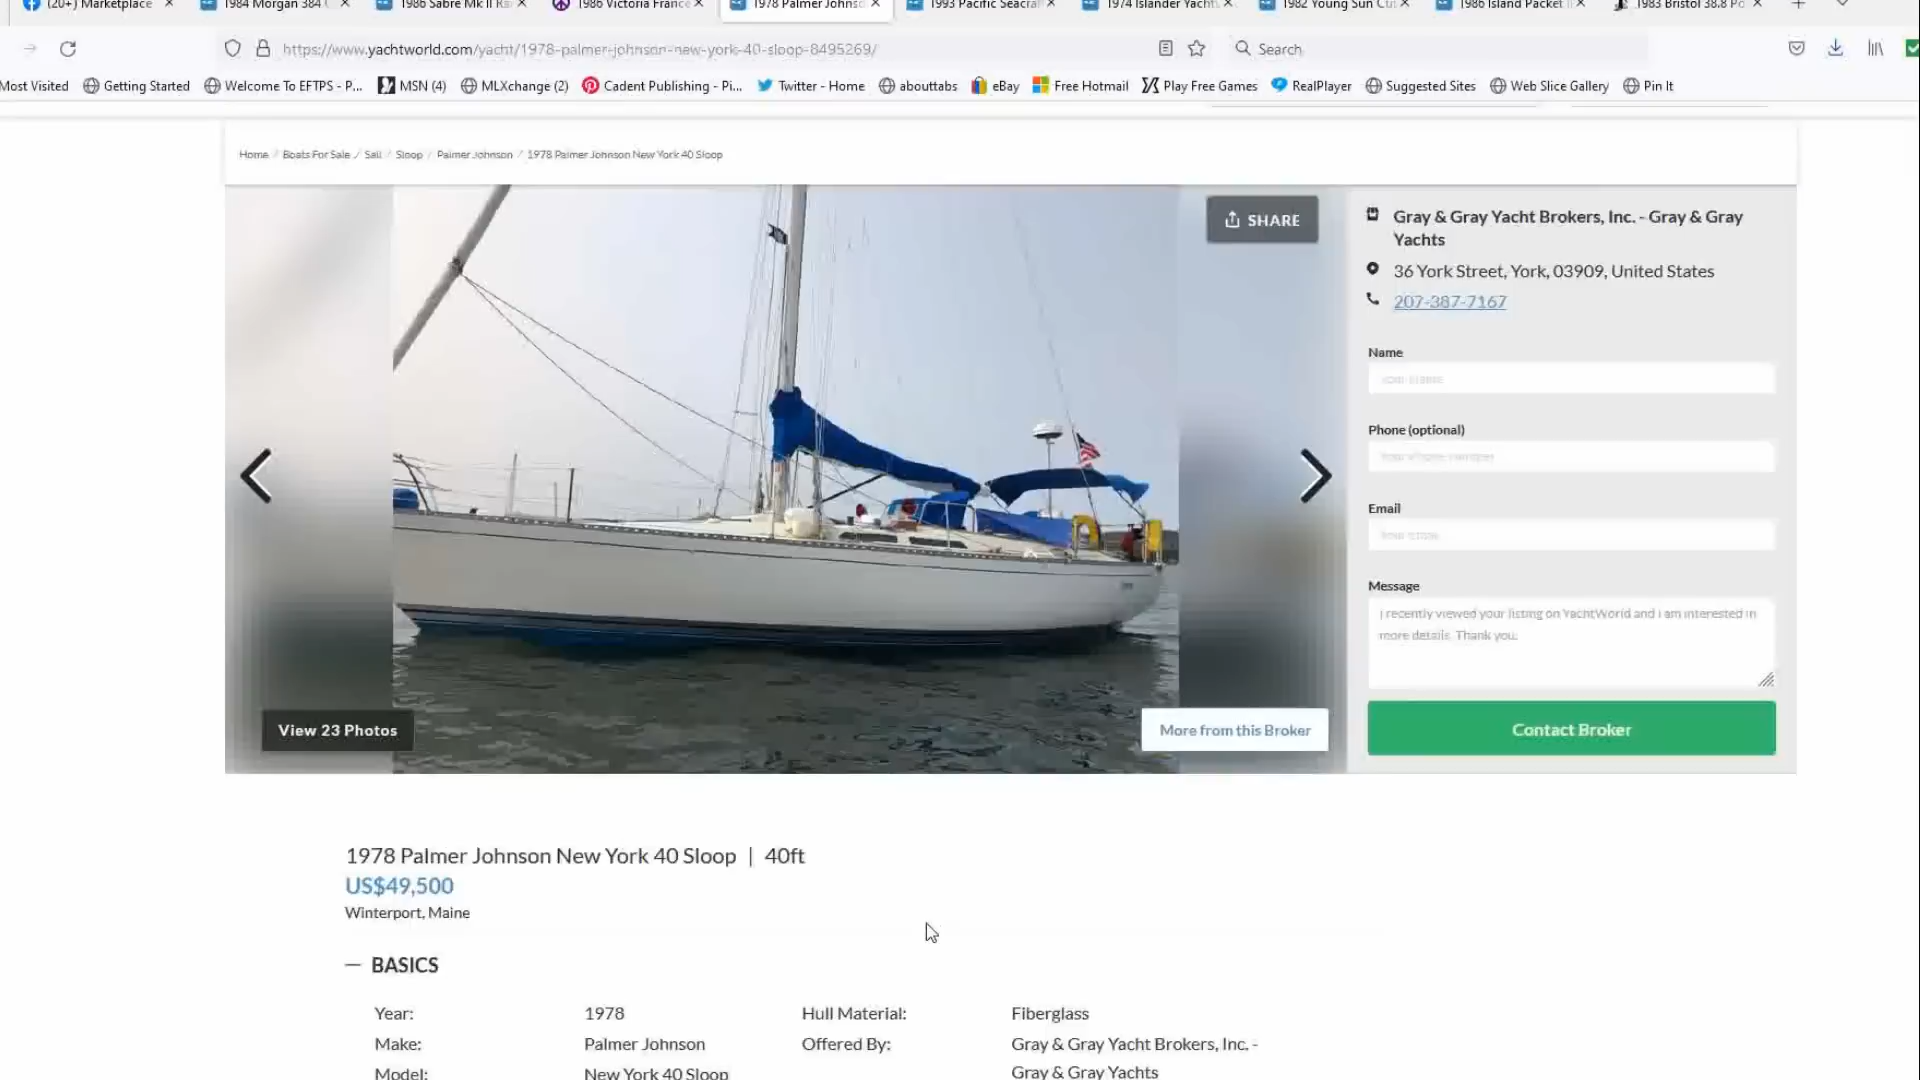 (20+) Marketplace
1984 Morgan 384
1986 Sabre Mk II
1986 Victoria France
1978 Palmer Johnso
1993 Pacific Seacra
1974 Islander Yacht
1982 Young Sun Cu
1986 Island Packet
1983 Bristol 38.8
https://www.yachtworld.com/yacht/1978-palmer-johnson-new-york-40-sloop-8495269/
Search
Most Visited
Getting Started
Welcome To EFTPS - P...
MSN (4)
MLXchange (2)
Cadent Publishing - Pi...
Twitter - Home
abouttabs
eBay
Free Hotmail
Play Free Games
RealPlayer
Suggested Sites
Web Slice Gallery
Pin It
Home / Boats For Sale / Sail / Sloop / Palmer Johnson / 1978 Palmer Johnson New York 40 Sloop
SHARE
View 23 Photos
More from this Broker
Gray & Gray Yacht Brokers, Inc. - Gray & Gray
Yachts
36 York Street, York, 03909, United States
207-387-7167
Name
Your Name
Phone (optional)
Your Phone Number
Email
Your Email
Message
I recently viewed your listing on YachtWorld and I am interested in
more details. Thank you.
Contact Broker
1978 Palmer Johnson New York 40 Sloop | 40ft
US$49,500
Winterport, Maine
— BASICS
Year: 1978 Hull Material: Fiberglass
Make: Palmer Johnson Offered By: Gray & Gray Yacht Brokers, Inc. -
Model: New York 40 Sloop Gray & Gray Yachts